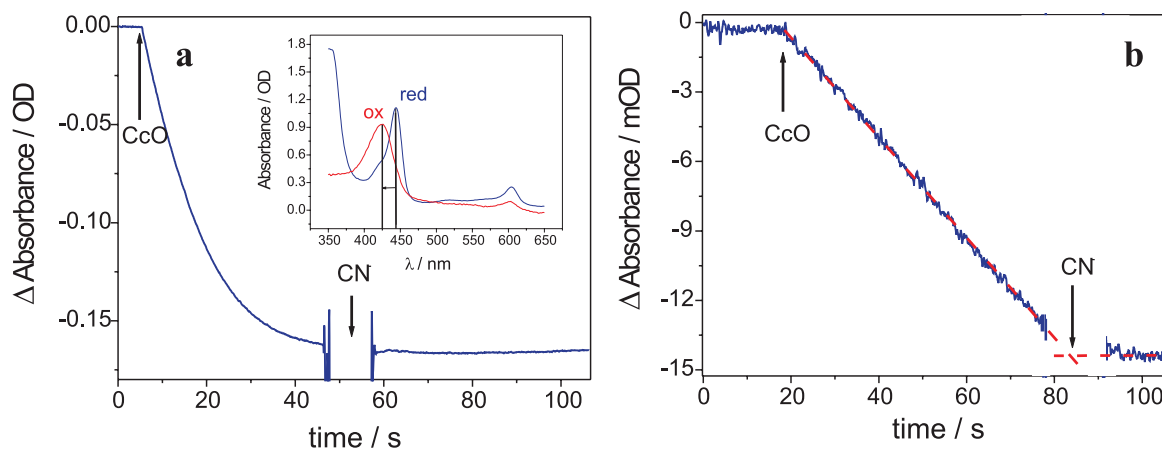 a
0.00
-0.05
-0.10
-0.15
Δ Absorbance / OD
CcO
CN⁻
0
20
40
60
80
100
time / s
1.8
1.5
1.2
0.9
0.6
0.3
0.0
Absorbance / OD
ox
red
350
400
450
500
550
600
650
λ / nm
b
0
-3
-6
-9
-12
-15
Δ Absorbance / mOD
CcO
CN⁻
0
20
40
60
80
100
time / s